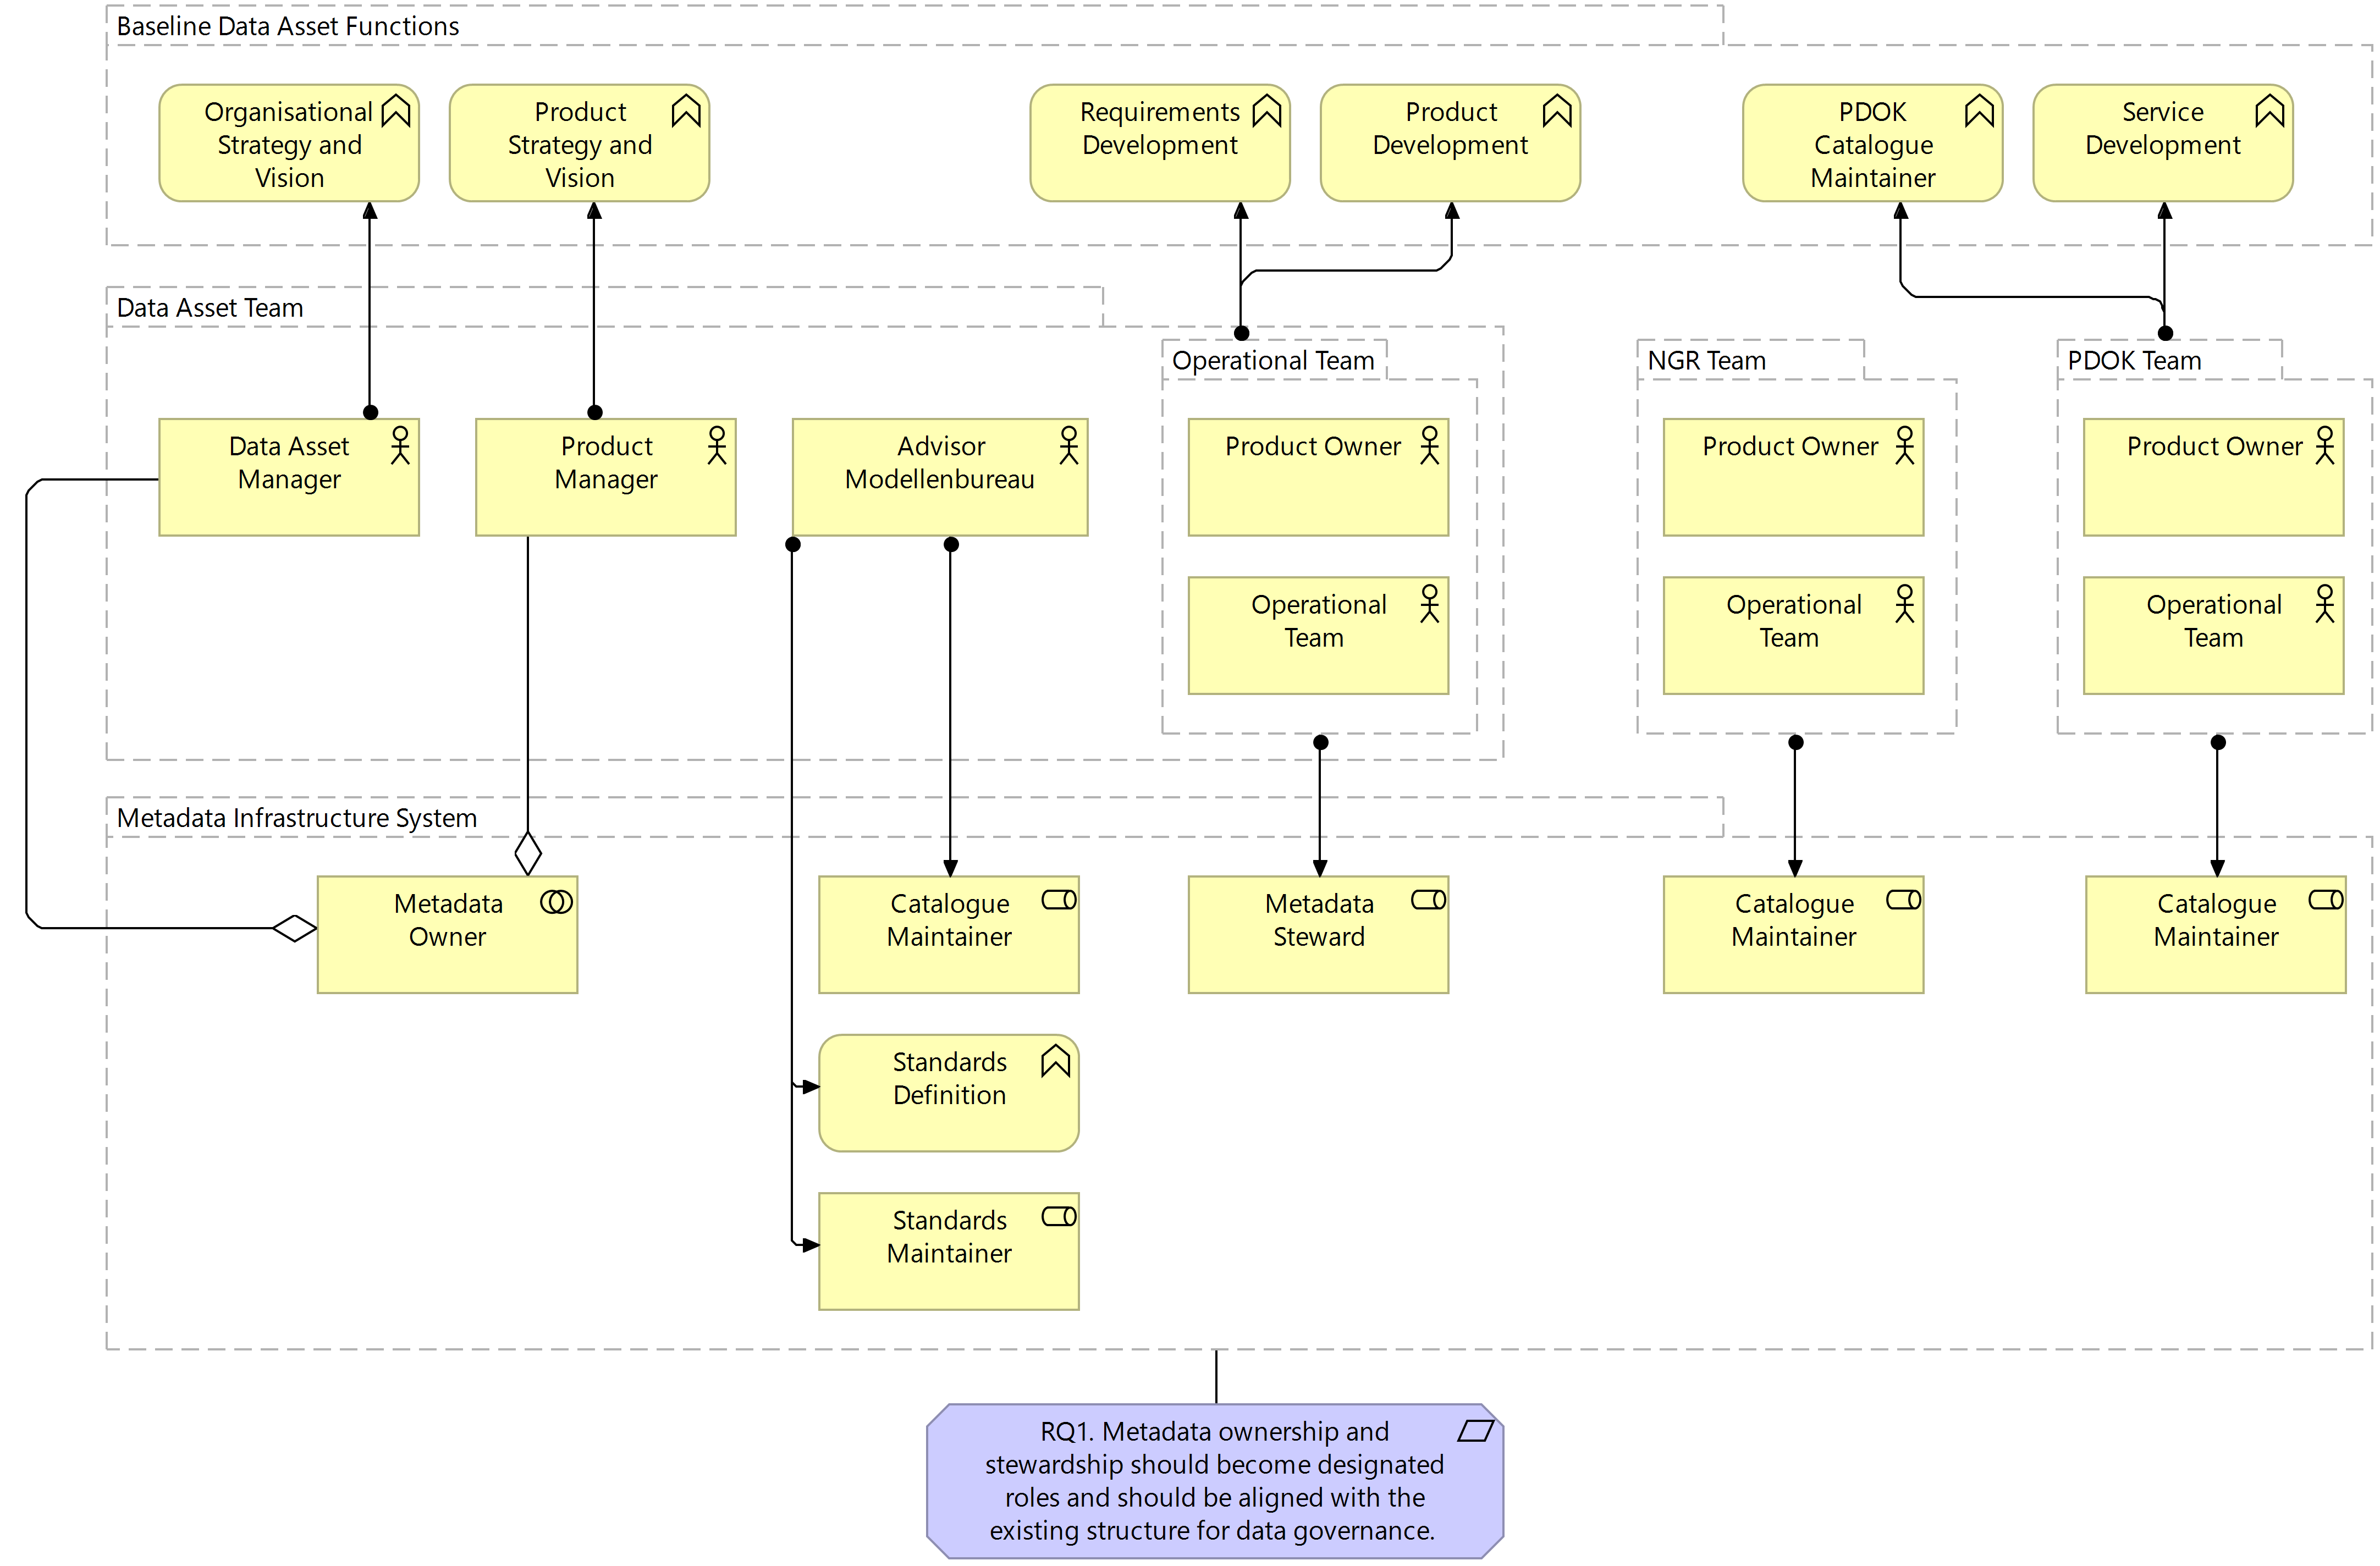 Baseline Data Asset Functions
Organisational
Strategy and
Vision
Product
Strategy and
Vision
Requirements
Development
Product
Development
PDOK
Catalogue
Maintainer
Service
Development
Data Asset Team
Operational Team
NGR Team
PDOK Team
Data Asset
Manager
Product
Manager
Advisor
Modellenbureau
Product Owner
Product Owner
Product Owner
Operational
Team
Operational
Team
Operational
Team
Metadata Infrastructure System
Metadata
Owner
Catalogue
Maintainer
Metadata
Steward
Catalogue
Maintainer
Catalogue
Maintainer
Standards
Definition
Standards
Maintainer
RQ1. Metadata ownership and
stewardship should become designated
roles and should be aligned with the
existing structure for data governance.